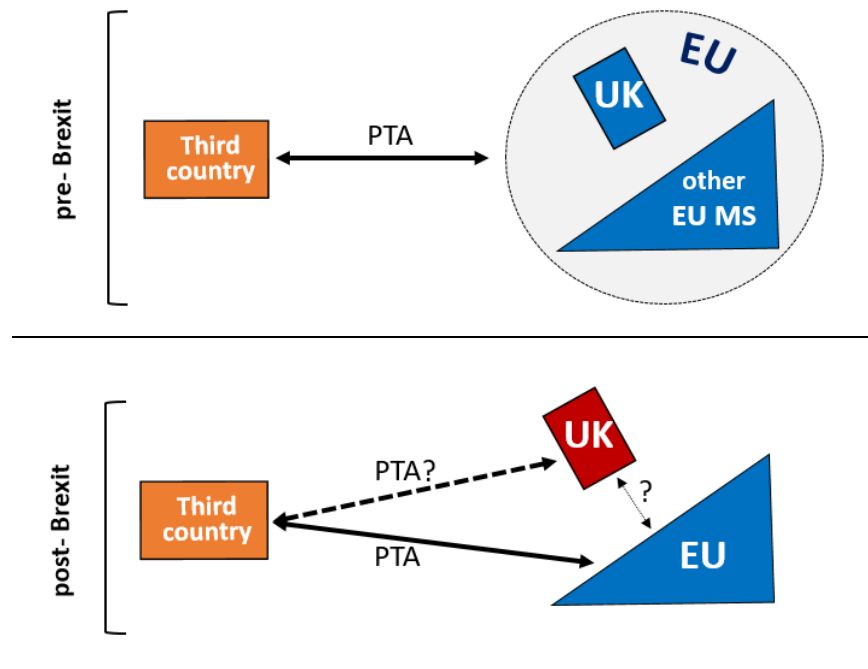 pre- Brexit
Third
country
PTA
EU
UK
other
EU MS
post- Brexit
Third
country
PTA?
PTA
UK
?
EU